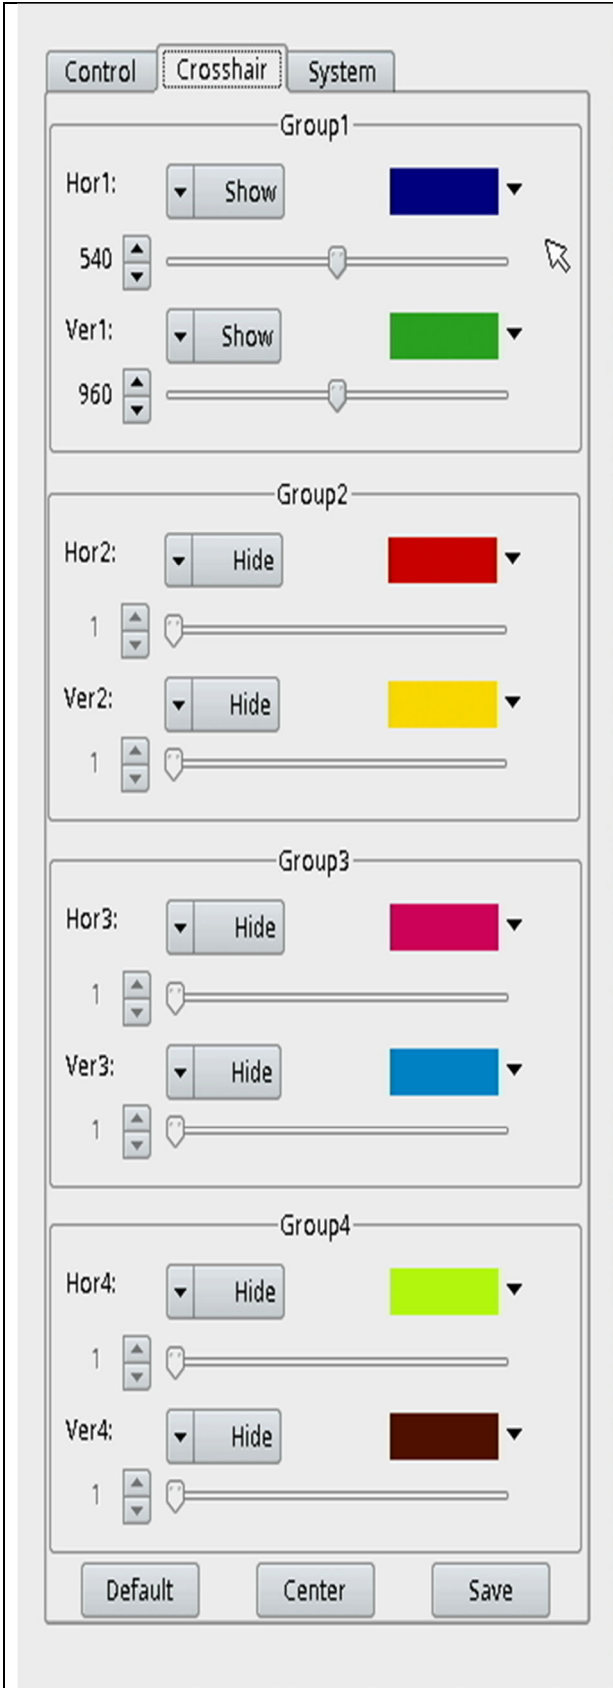 Control Crosshair System
Group1
Hor1: Show
540
Ver1: Show
960
Group2
Hor2: Hide
1
Ver2: Hide
1
Group3
Hor3: Hide
1
Ver3: Hide
1
Group4
Hor4: Hide
1
Ver4: Hide
1
Default Center Save